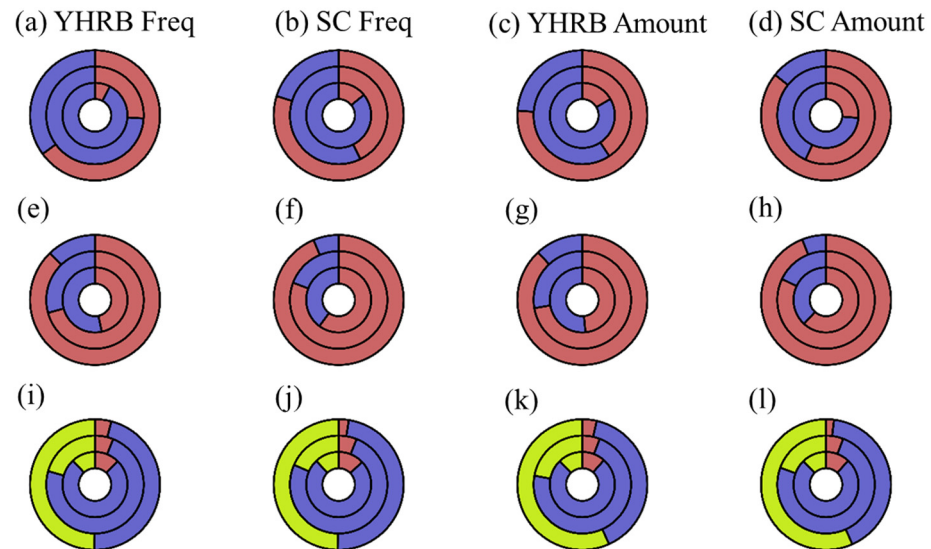 (a) YHRB Freq (b) SC Freq (c) YHRB Amount (d) SC Amount
(e) (f) (g) (h)
(i) (j) (k) (l)